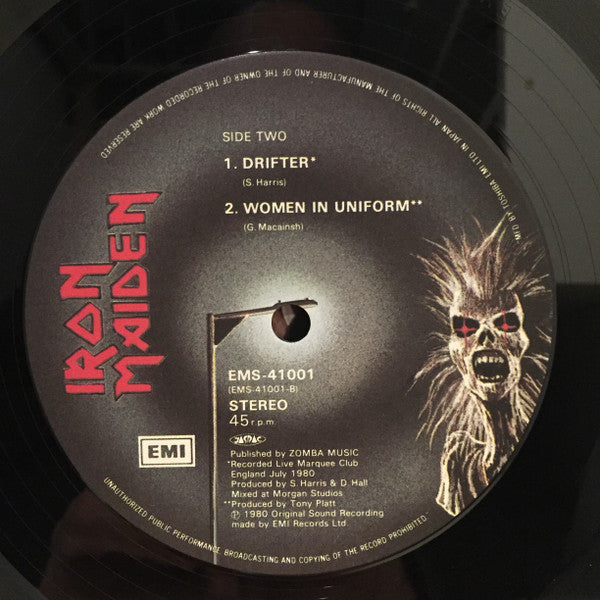 MF'D BY TOSHIBA EMI LTD IN JAPAN ALL RIGHTS OF THE MANUFACTURER AND OF THE OWNER OF THE RECORDED WORK ARE RESERVED
SIDE TWO
1. DRIFTER*
(S. Harris)
2. WOMEN IN UNIFORM**
(G. Macainsh)
IRON
MAIDEN
EMS-41001
(EMS-41001-B)
STEREO
45 r.p.m.
EMI
Published by ZOMBA MUSIC
*Recorded Live Marquee Club
England July 1980
Produced by S. Harris & D. Hall
Mixed at Morgan Studios
**Produced by Tony Platt
℗ 1980 Original Sound Recording
made by EMI Records Ltd.
UNAUTHORIZED PUBLIC PERFORMANCE, BROADCASTING AND COPYING OF THE RECORD PROHIBITED.